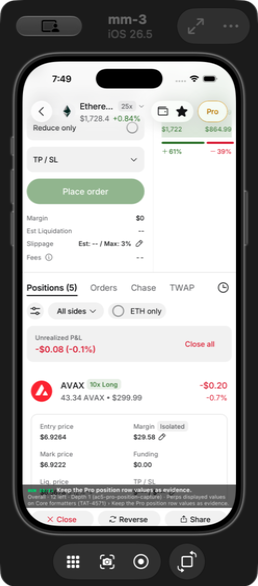 mm-3
iOS 26.5
7:49
Ethere... 25x
$1,728.4 +0.84%
Pro
Reduce only
$1,722 $864.99
+ 61% − 39%
TP / SL
Place order
Margin $0
Est Liquidation --
Slippage Est: -- / Max: 3%
Fees --
Positions (5) Orders Chase TWAP
All sides ETH only
Unrealized P&L
-$0.08 (-0.1%)
Close all
AVAX 10x Long -$0.20
43.34 AVAX • $299.99 -0.7%
Entry price Margin Isolated
$6.9264 $29.58
Mark price Funding
$6.9222 $0.00
Liq. price TP / SL
Keep the Pro position row values as evidence.
Close Reverse Share